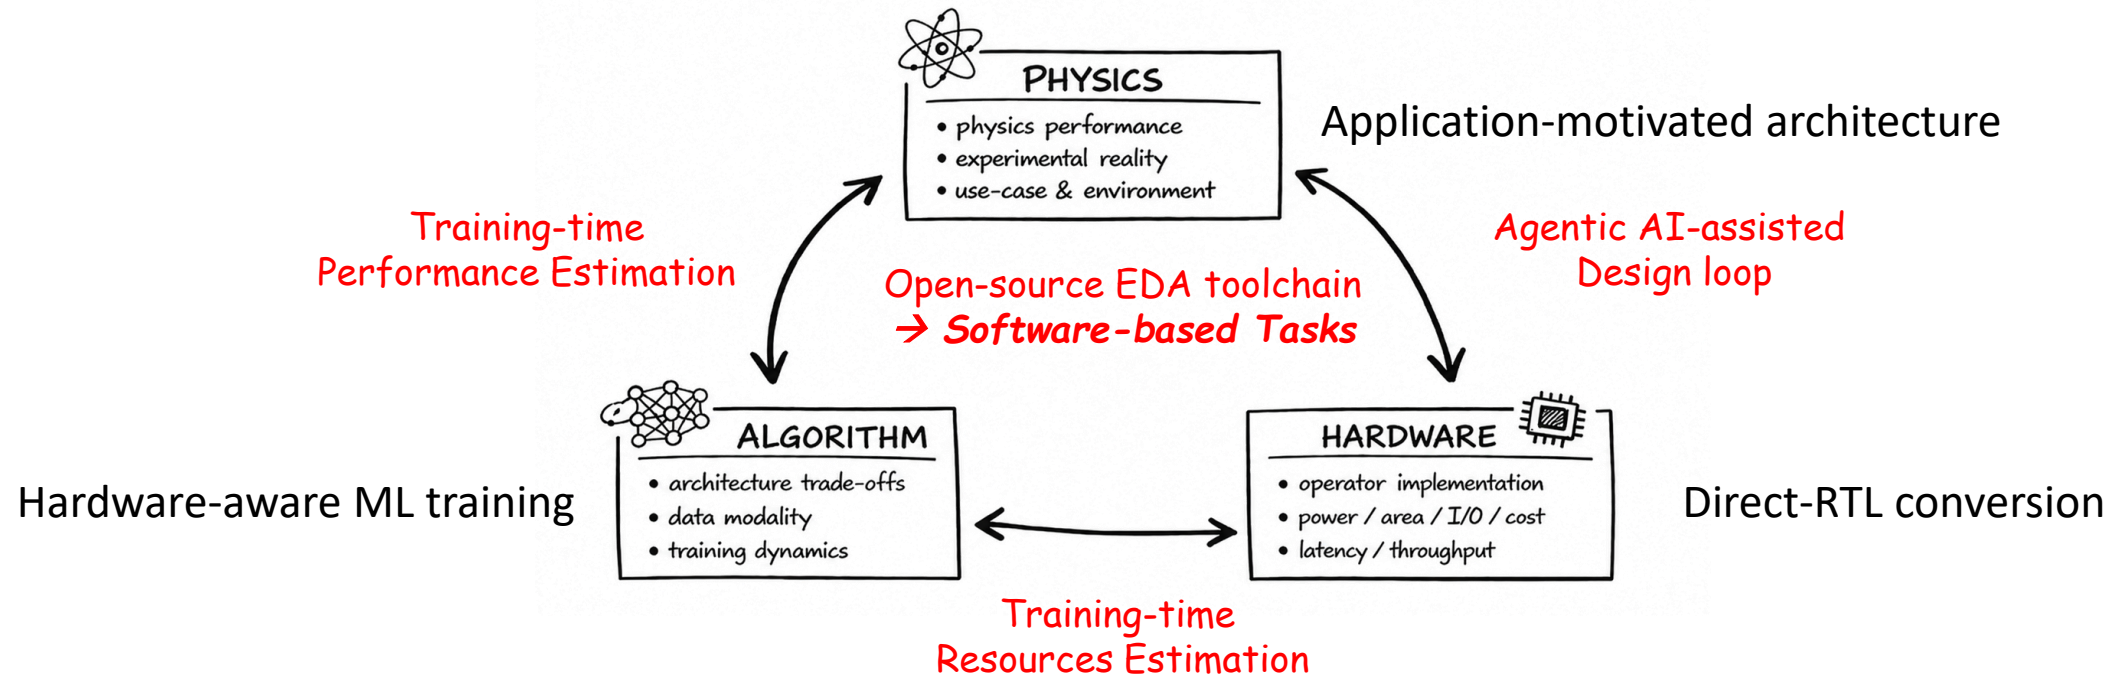 PHYSICS
• physics performance
• experimental reality
• use-case & environment
Application-motivated architecture
Training-time
Performance Estimation
Agentic AI-assisted
Design loop
Open-source EDA toolchain
→ Software-based Tasks
ALGORITHM
• architecture trade-offs
• data modality
• training dynamics
HARDWARE
• operator implementation
• power / area / I/O / cost
• latency / throughput
Hardware-aware ML training
Direct-RTL conversion
Training-time
Resources Estimation